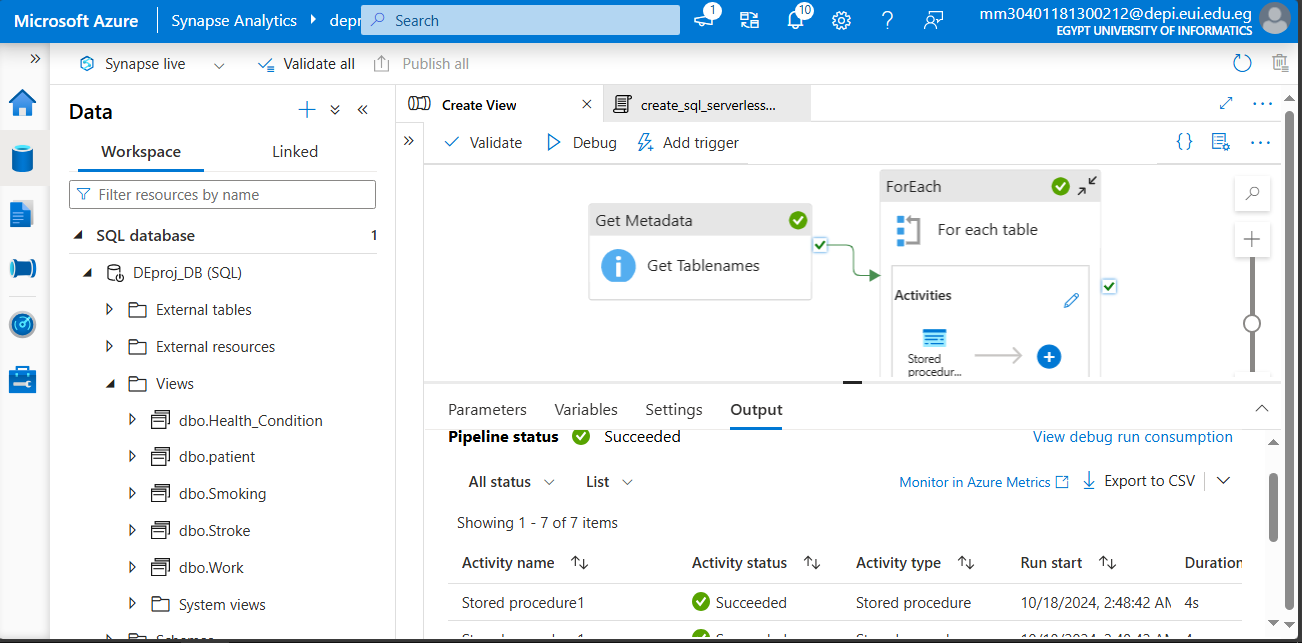 Microsoft Azure
Synapse Analytics
depr
Search
1
10
mm30401181300212@depi.eui.edu.eg
EGYPT UNIVERSITY OF INFORMATICS
Synapse live
Validate all
Publish all
Data
Workspace
Linked
Filter resources by name
SQL database 1
DEproj_DB (SQL)
External tables
External resources
Views
dbo.Health_Condition
dbo.patient
dbo.Smoking
dbo.Stroke
dbo.Work
System views
Create View
create_sql_serverless...
Validate
Debug
Add trigger
Get Metadata
Get Tablenames
ForEach
For each table
Activities
Stored
procedur...
Parameters
Variables
Settings
Output
Pipeline status Succeeded
View debug run consumption
All status
List
Monitor in Azure Metrics
Export to CSV
Showing 1 - 7 of 7 items
Activity name Activity status Activity type Run start Duration
Stored procedure1 Succeeded Stored procedure 10/18/2024, 2:48:42 AM 4s